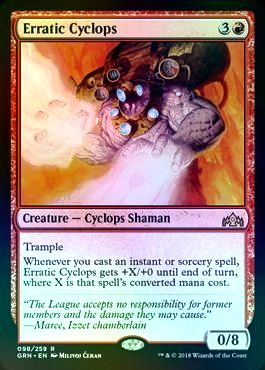 Erratic Cyclops 3
Creature — Cyclops Shaman
Trample
Whenever you cast an instant or sorcery spell,
Erratic Cyclops gets +X/+0 until end of turn,
where X is that spell's converted mana cost.
"The League accepts no responsibility for former
members and the damage they may cause."
—Maree, Izzet chamberlain
098/259 R
GRN • EN Milivoj Ćeran
™ & © 2018 Wizards of the Coast
0/8